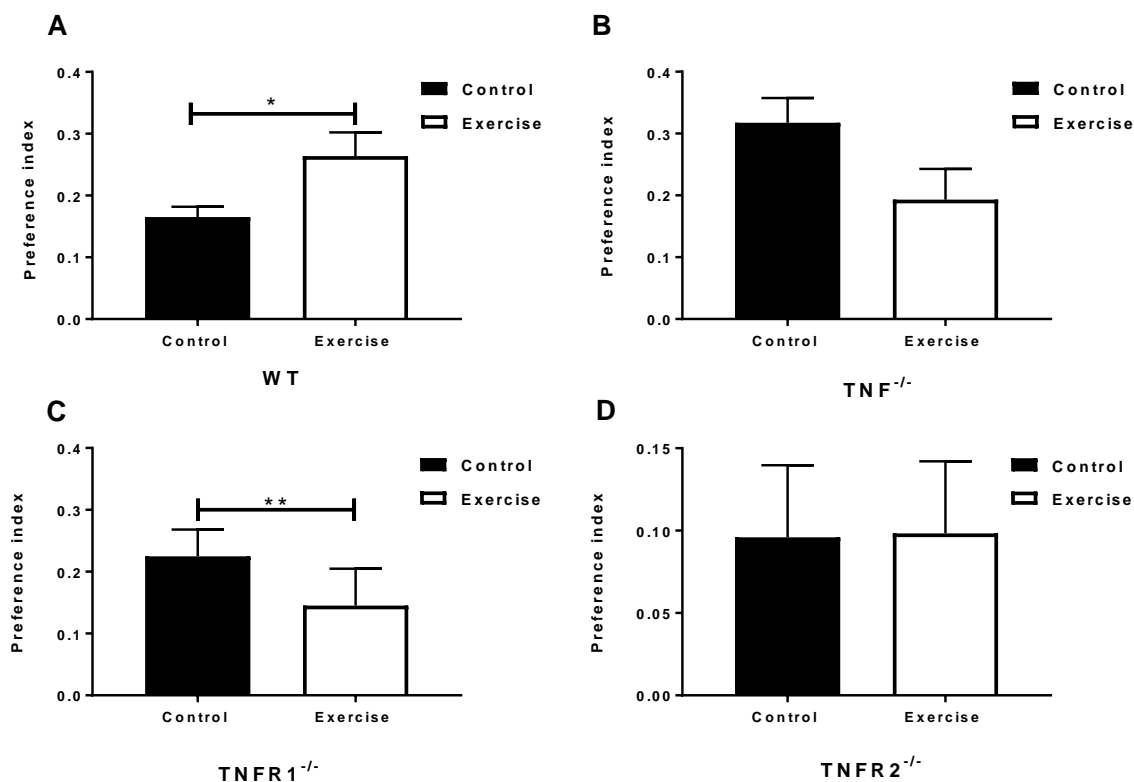 A
Preference index
0.4
0.3
0.2
0.1
0.0
*
Control
Exercise
Control
Exercise
WT
B
Preference index
0.4
0.3
0.2
0.1
0.0
Control
Exercise
Control
Exercise
TNF-/-
C
Preference index
0.4
0.3
0.2
0.1
0.0
**
Control
Exercise
Control
Exercise
TNFR1-/-
D
Preference index
0.15
0.10
0.05
0.00
Control
Exercise
Control
Exercise
TNFR2-/-